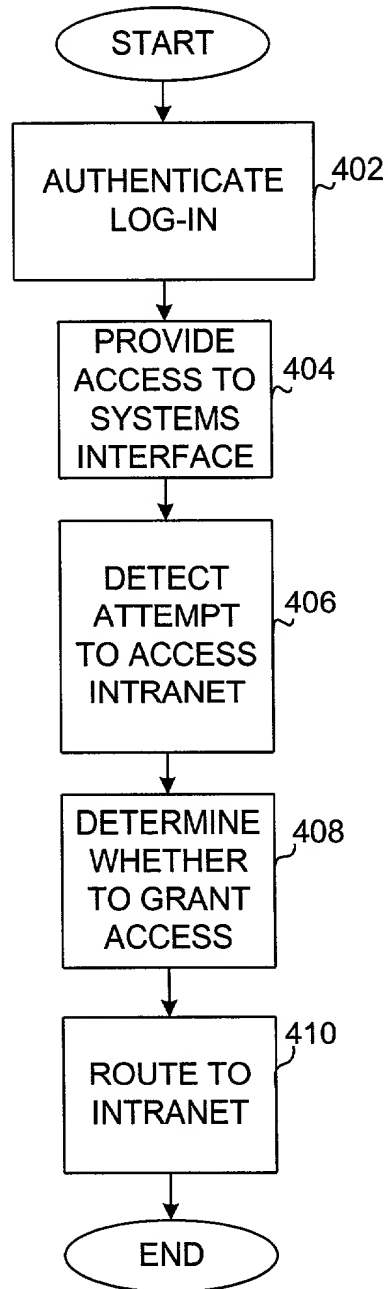 START
AUTHENTICATE
LOG-IN
402
PROVIDE
ACCESS TO
SYSTEMS
INTERFACE
404
DETECT
ATTEMPT
TO ACCESS
INTRANET
406
DETERMINE
WHETHER
TO GRANT
ACCESS
408
ROUTE TO
INTRANET
410
END